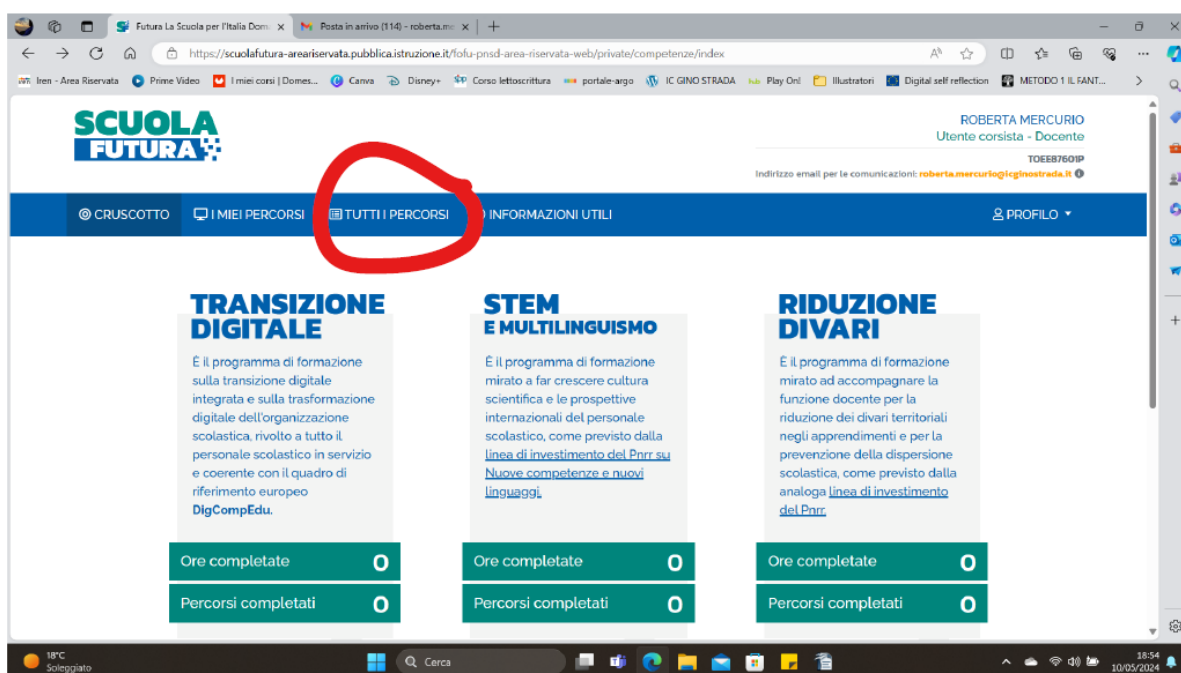 Futura La Scuola per l'Italia Dom
Posta in arrivo (114) - roberta.me
https://scuolafutura-areariservata.pubblica.istruzione.it/fofu-pnsd-area-riservata-web/private/competenze/index
Iren - Area Riservata
Prime Video
I miei corsi | Domes...
Canva
Disney+
Corso lettoscrittura
portale-argo
IC GINO STRADA
Play On!
Illustratori
Digital self reflection
METODO 1 IL FANT...
SCUOLA
FUTURA
ROBERTA MERCURIO
Utente corsista - Docente
TOEE87601P
Indirizzo email per le comunicazioni: roberta.mercurio@icginostrada.it
CRUSCOTTO
I MIEI PERCORSI
TUTTI I PERCORSI
INFORMAZIONI UTILI
PROFILO
TRANSIZIONE
DIGITALE
È il programma di formazione
sulla transizione digitale
integrata e sulla trasformazione
digitale dell'organizzazione
scolastica, rivolto a tutto il
personale scolastico in servizio
e coerente con il quadro di
riferimento europeo
DigCompEdu.
Ore completate 0
Percorsi completati 0
STEM
E MULTILINGUISMO
È il programma di formazione
mirato a far crescere cultura
scientifica e le prospettive
internazionali del personale
scolastico, come previsto dalla
linea di investimento del Pnrr su
Nuove competenze e nuovi
linguaggi.
Ore completate 0
Percorsi completati 0
RIDUZIONE
DIVARI
È il programma di formazione
mirato ad accompagnare la
funzione docente per la
riduzione dei divari territoriali
negli apprendimenti e per la
prevenzione della dispersione
scolastica, come previsto dalla
analoga linea di investimento
del Pnrr.
Ore completate 0
Percorsi completati 0
18°C
Soleggiato
Cerca
18:54
10/05/2024